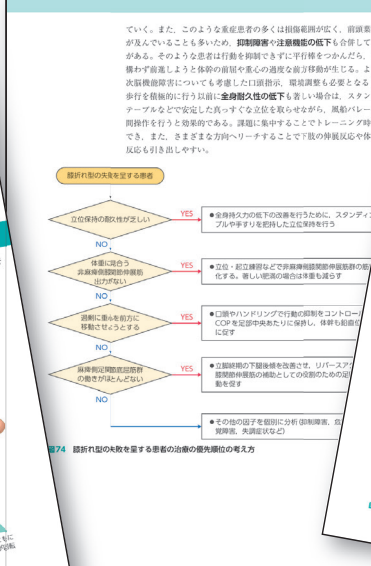 ていく。また，このような重症患者の多くは損傷範囲が広く，前頭葉
が及んでいることも多いため，抑制障害や注意機能の低下も合併して
がある。そのような患者は行動を抑制できずに平行棒をつかんだら，
構わず前進しようと体幹の前屈や重心の過度な前方移動が生じる。よ
次脳機能障害についても考慮した口頭指示，環境調整も必要となる
歩行を積極的に行う以前に全身耐久性の低下も著しい場合は，スタン
テーブルなどで安定した真っすぐな立位を取らせながら，風船バレー
間操作を行うと効果的である。課題に集中することでトレーニング時
でき，また，さまざまな方向へリーチすることで下肢の伸展反応や体
反応も引き出しやすい。
膝折れ型の失敗を呈する患者
立位保持の耐久性が乏しい
YES
●全身持久力の低下の改善を行うために，スタンディン
プルや手すりを把持した立位保持を行う
NO
体重に見合う
非麻痺側膝関節伸展筋
出力がない
YES
●立位・起立練習などで非麻痺側膝関節伸展筋群の筋
化する。著しい肥満の場合は体重も減らす
NO
過剰に重心を前方に
移動させようとする
YES
●口頭やハンドリングで行動の抑制をコントロール
COPを足部中央あたりに保持し，体幹も鉛直位
に促す
NO
麻痺側足関節底屈筋群
の働きがほとんどない
YES
●立脚終期の下腿後傾を改善させ，リバースア
膝関節伸展筋の補助としての役割のための足
動を促す
NO
●その他の因子を個別に分析(抑制障害，
覚障害，失調症状など)
図74 膝折れ型の失敗を呈する患者の治療の優先順位の考え方